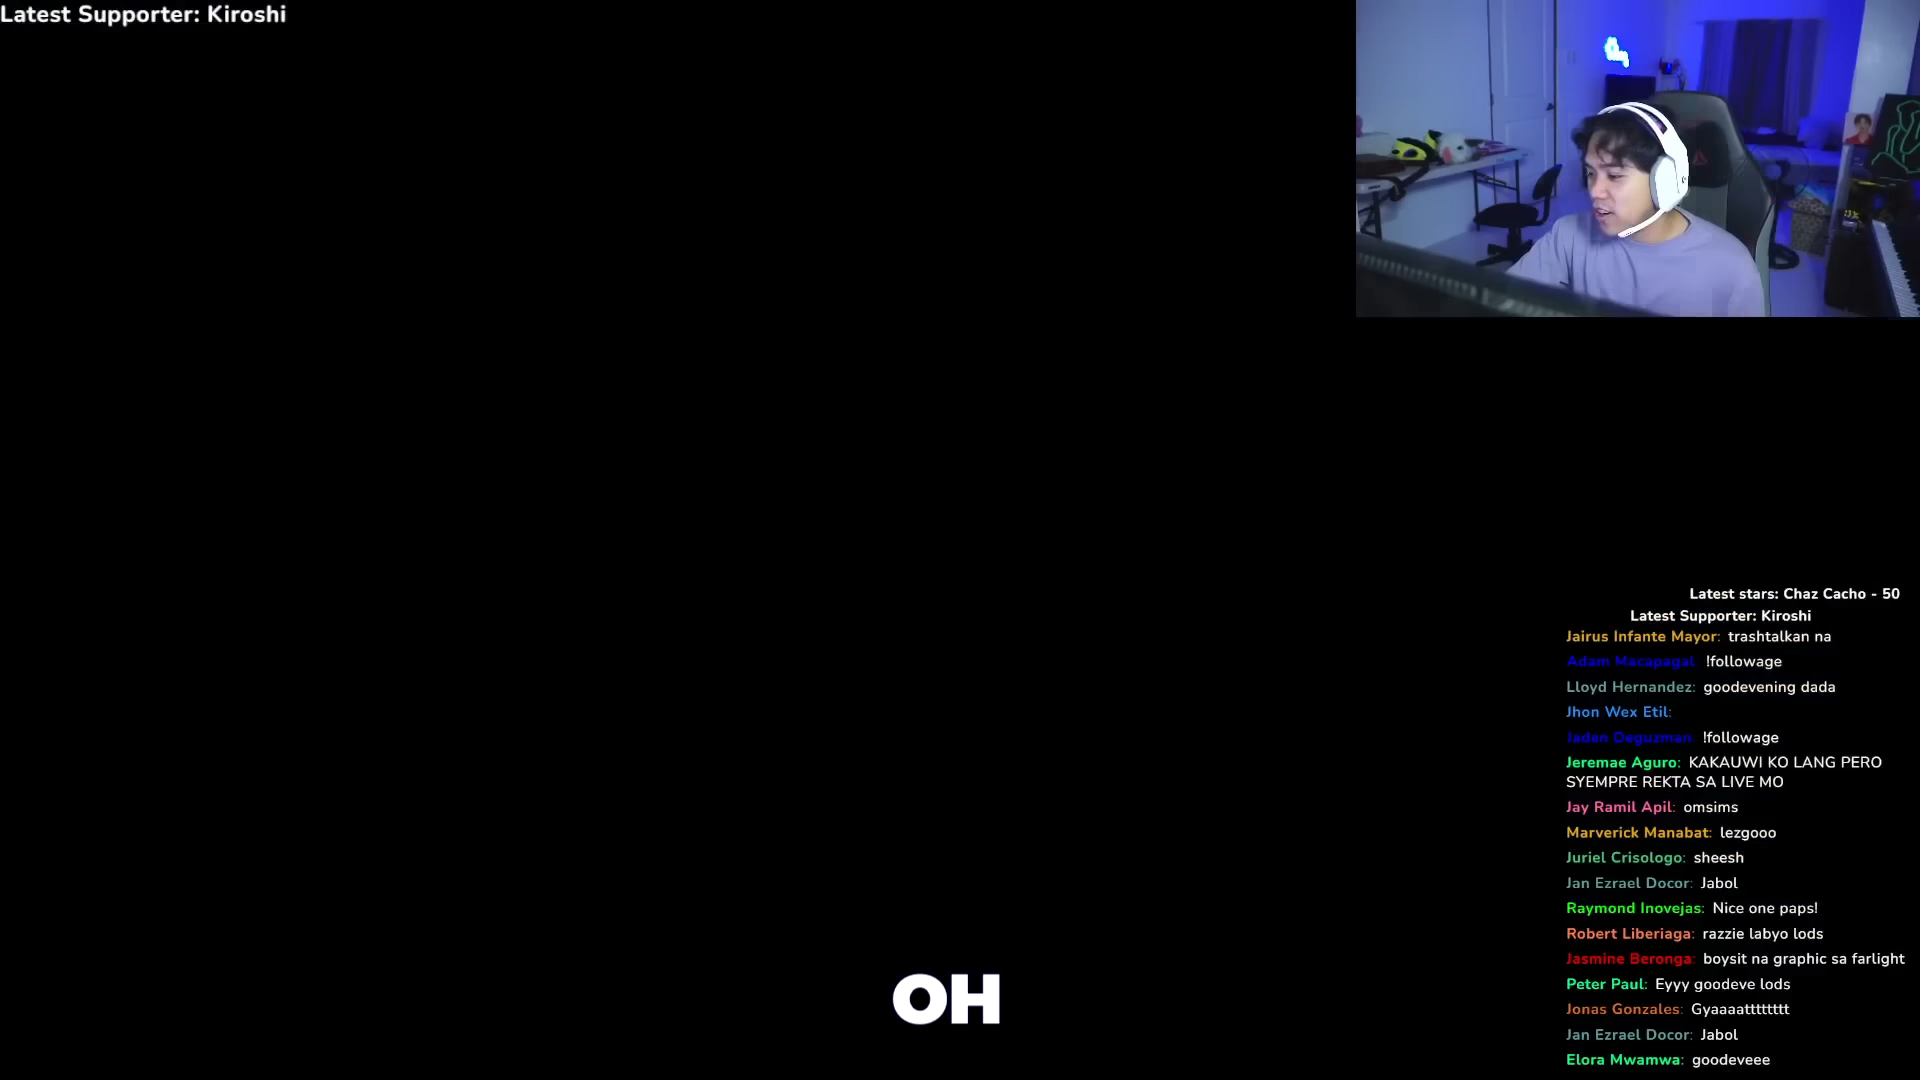 Latest Supporter: Kiroshi
Latest stars: Chaz Cacho - 50
Latest Supporter: Kiroshi
Jairus Infante Mayor: trashtalkan na
Adam Macapagal: !followage
Lloyd Hernandez: goodevening dada
Jhon Wex Etil:
Jaden Deguzman: !followage
Jeremae Aguro: KAKAUWI KO LANG PERO
SYEMPRE REKTA SA LIVE MO
Jay Ramil Apil: omsims
Marverick Manabat: lezgooo
Juriel Crisologo: sheesh
Jan Ezrael Docor: Jabol
Raymond Inovejas: Nice one paps!
Robert Liberiaga: razzie labyo lods
Jasmine Beronga: boysit na graphic sa farlight
Peter Paul: Eyyy goodeve lods
Jonas Gonzales: Gyaaaatttttttt
Jan Ezrael Docor: Jabol
Elora Mwamwa: goodeveee
OH